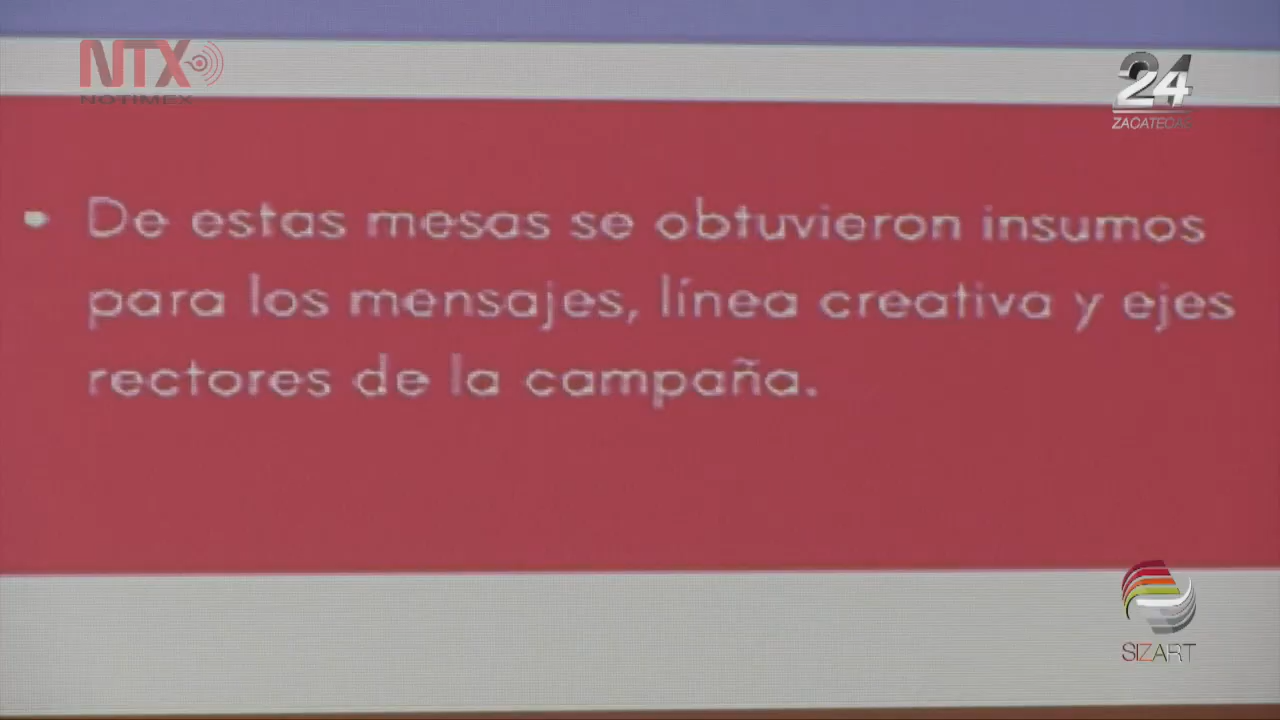 NTX
NOTIMEX
24
ZACATECAS
• De estas mesas se obtuvieron insumos
para los mensajes, línea creativa y ejes
rectores de la campaña.
SIZART